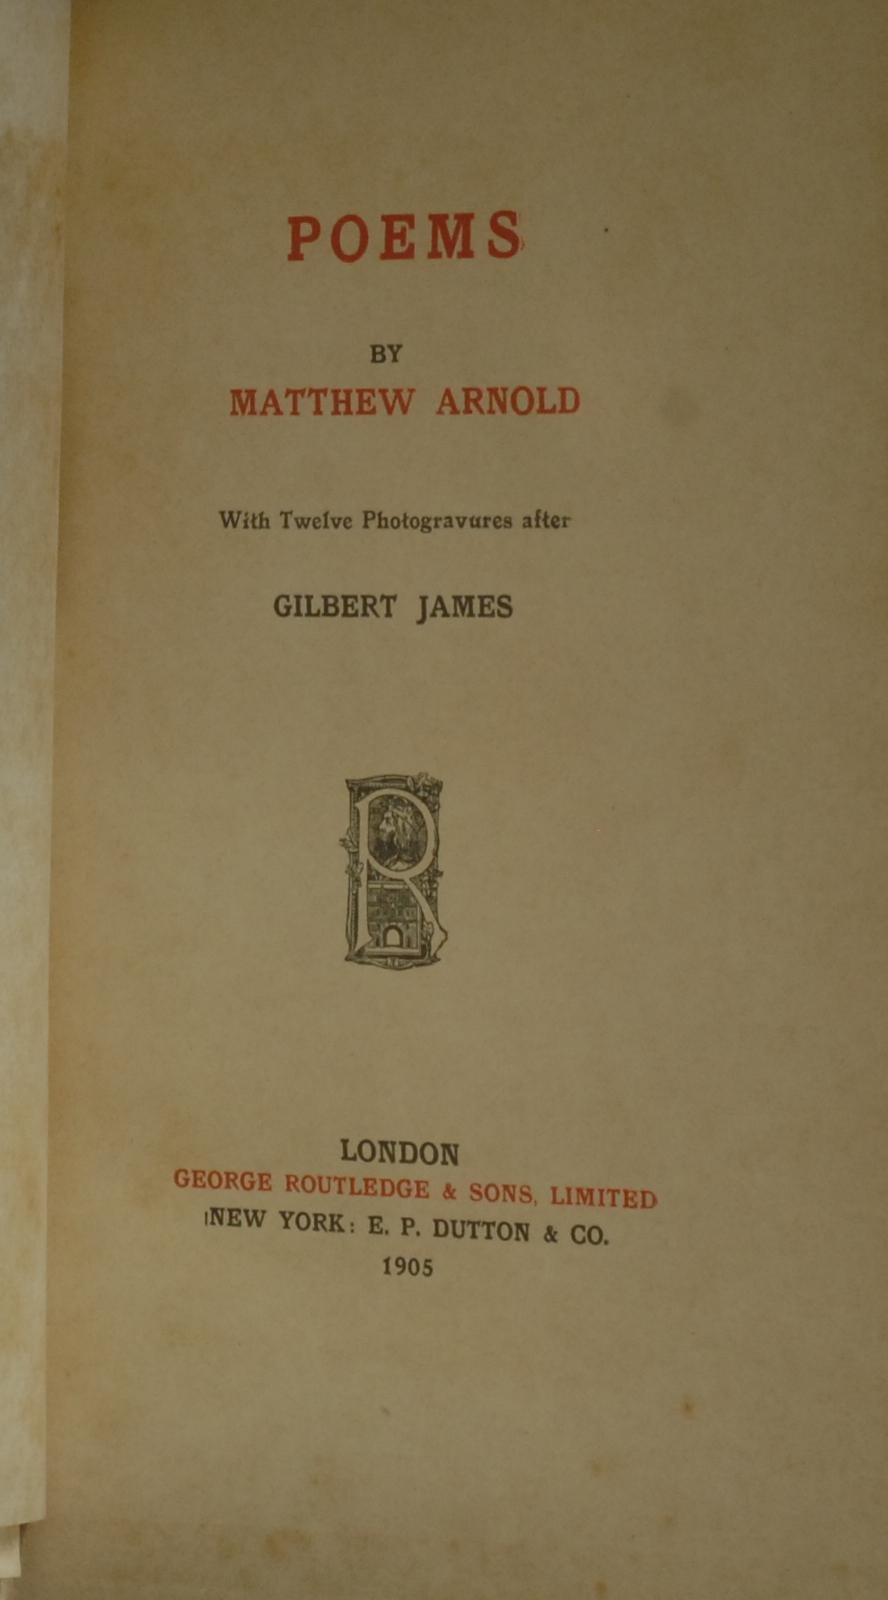 POEMS
BY
MATTHEW ARNOLD
With Twelve Photogravures after
GILBERT JAMES
R
LONDON
GEORGE ROUTLEDGE & SONS, LIMITED
NEW YORK: E. P. DUTTON & CO.
1905